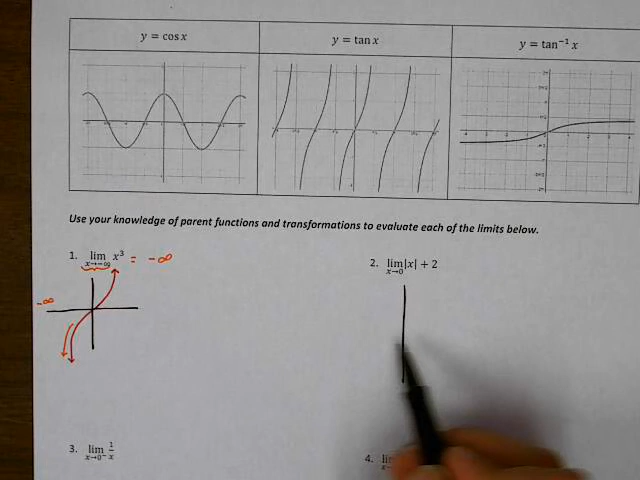 y = cos x
y = tan x
y = tan⁻¹ x
Use your knowledge of parent functions and transformations to evaluate each of the limits below.
1. lim x→−∞ x³ = −∞
−∞
2. lim x→0 |x| + 2
3. lim x→0⁻ 1/x
4.